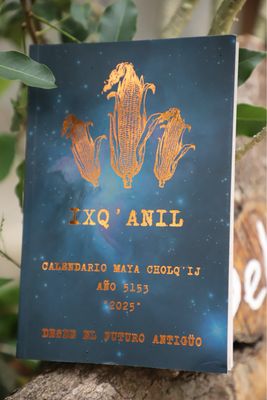 IXQ'ANIL
CALENDARIO MAYA CHOLQ'IJ
AÑO 5153
"2025"
DESDE EL FUTURO ANTIGÜO